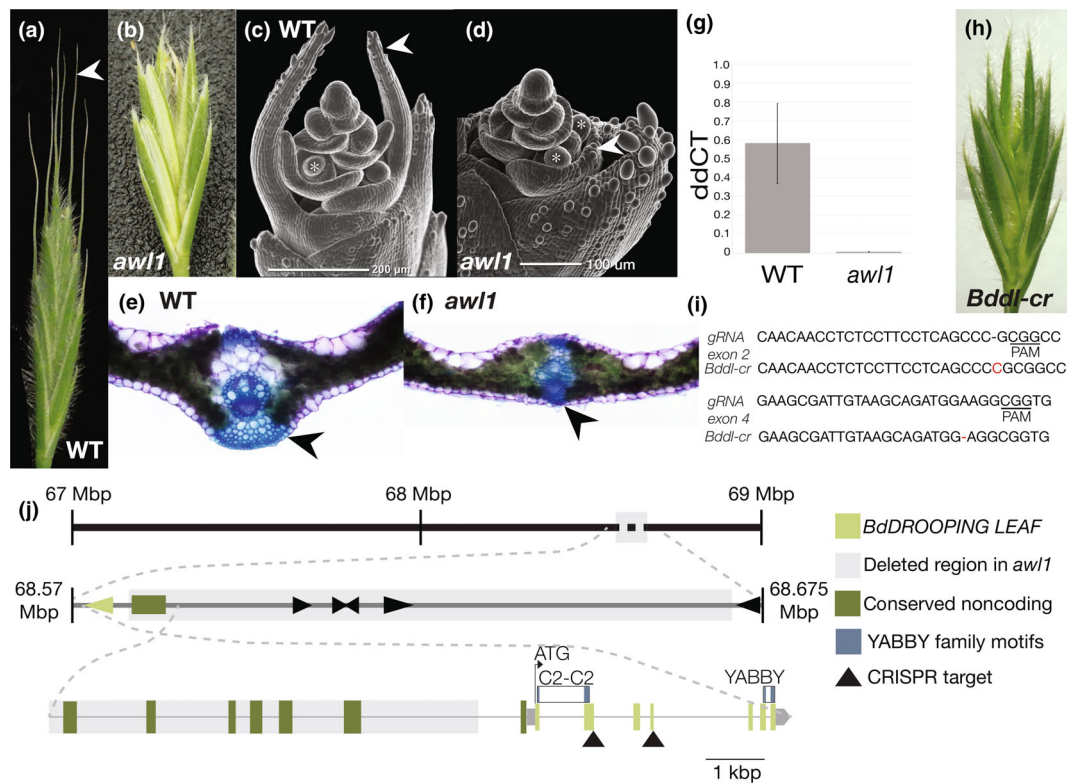 (a)
WT
(b)
awl1
(c) WT
*
200 µm
(d)
*
*
awl1
100 um
(e) WT
(f) awl1
(g)
ddCT
1.0
0.9
0.8
0.7
0.6
0.5
0.4
0.3
0.2
0.1
0
WT awl1
(h)
Bddl-cr
(i)
gRNA CAACAACCTCTCCTTCCTCAGCCC-GCGGCC
exon 2 PAM
Bddl-cr CAACAACCTCTCCTTCCTCAGCCCCGCGGCC
gRNA GAAGCGATTGTAAGCAGATGGAAGGCGGTG
exon 4 PAM
Bddl-cr GAAGCGATTGTAAGCAGATGG-AGGCGGTG
(j)
67 Mbp 68 Mbp 69 Mbp
68.57
Mbp
68.675
Mbp
ATG
C2-C2
YABBY
1 kbp
BdDROOPING LEAF
Deleted region in awl1
Conserved noncoding
YABBY family motifs
CRISPR target